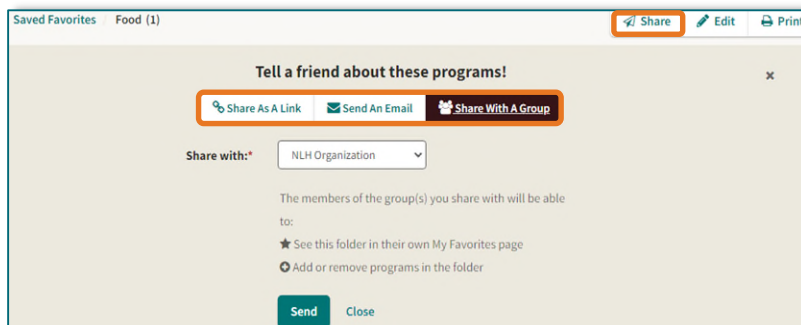 Saved Favorites / Food (1) Share Edit Print
Tell a friend about these programs! ×
Share As A Link Send An Email Share With A Group
Share with:* NLH Organization
The members of the group(s) you share with will be able
to:
★ See this folder in their own My Favorites page
Add or remove programs in the folder
Send Close